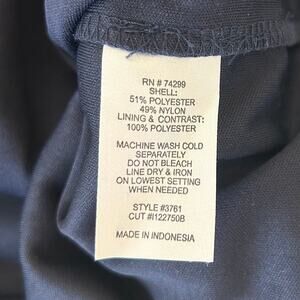 RN # 74299
SHELL:
51% POLYESTER
49% NYLON
LINING & CONTRAST:
100% POLYESTER
MACHINE WASH COLD
SEPARATELY
DO NOT BLEACH
LINE DRY & IRON
ON LOWEST SETTING
WHEN NEEDED
STYLE #3761
CUT #I122750B
MADE IN INDONESIA